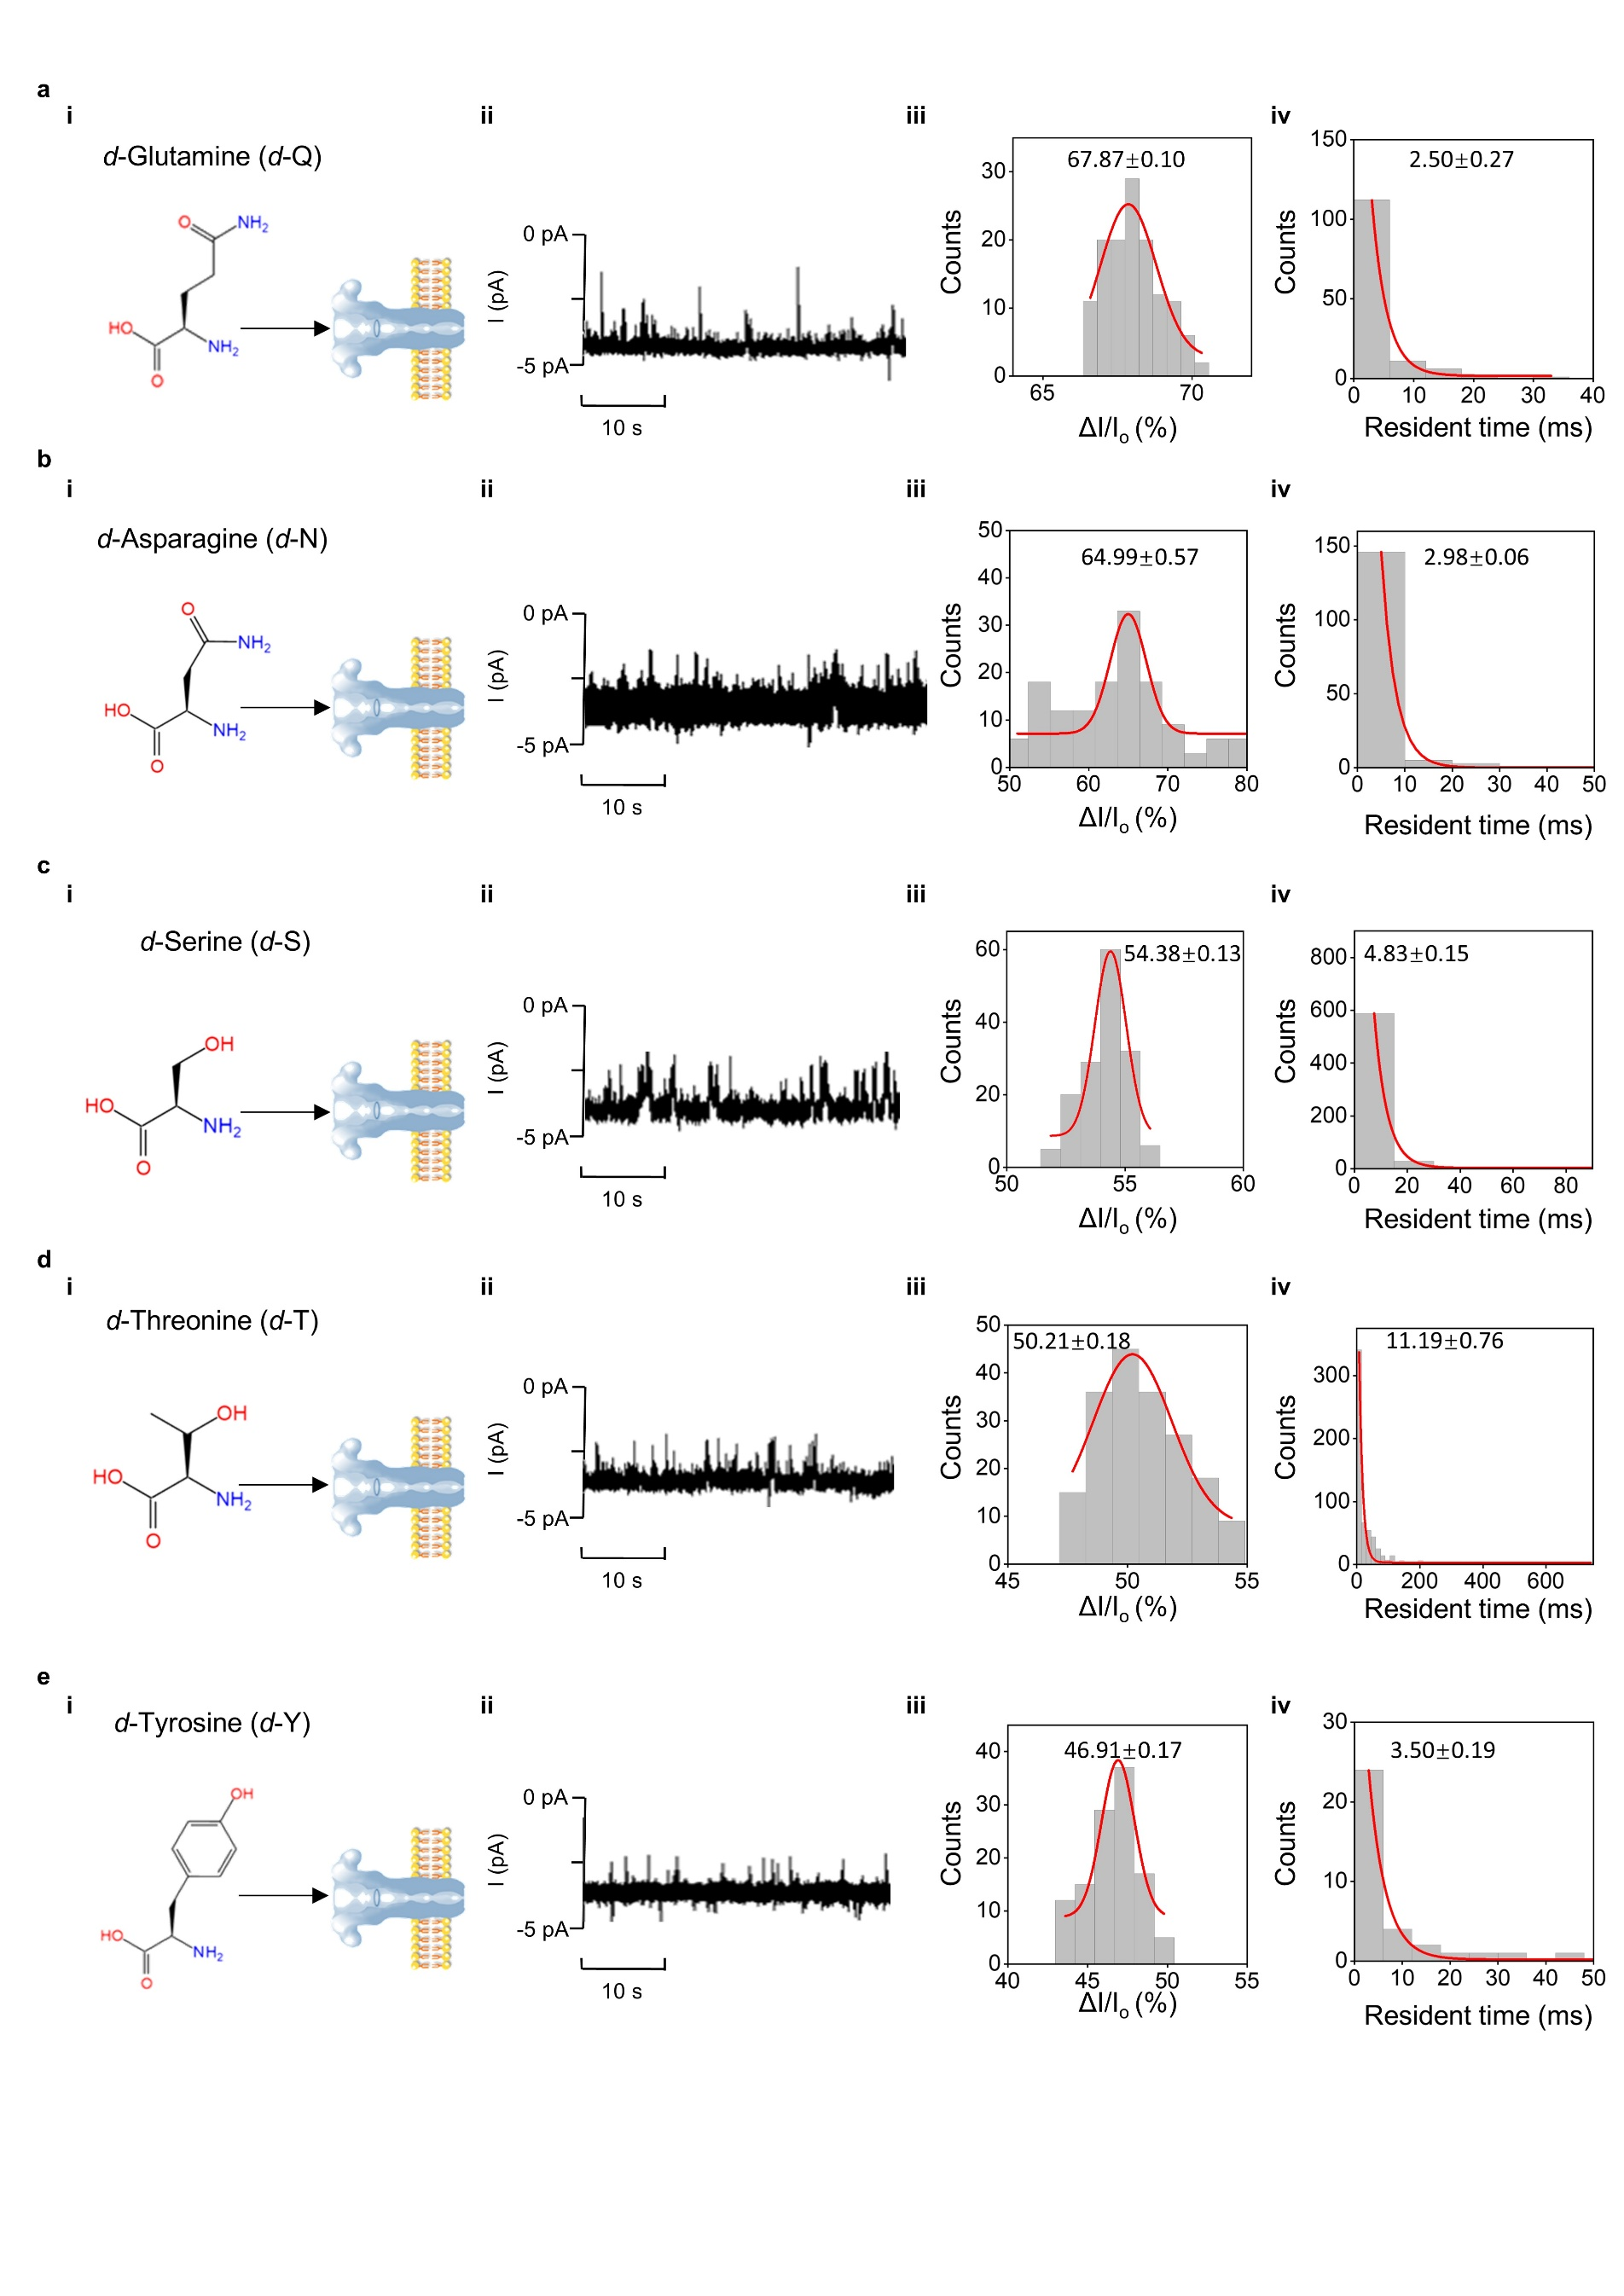 a
i
ii
iii
iv
d-Glutamine (d-Q)
O
NH2
HO
NH2
O
0 pA
I (pA)
-5 pA
10 s
67.87±0.10
30
20
10
0
Counts
65
70
ΔI/Io (%)
2.50±0.27
150
100
50
0
Counts
0
10
20
30
40
Resident time (ms)
b
i
ii
iii
iv
d-Asparagine (d-N)
O
NH2
HO
NH2
O
0 pA
I (pA)
-5 pA
10 s
64.99±0.57
50
40
30
20
10
0
Counts
50
60
70
80
ΔI/Io (%)
2.98±0.06
150
100
50
0
Counts
0
10
20
30
40
50
Resident time (ms)
c
i
ii
iii
iv
d-Serine (d-S)
OH
HO
NH2
O
0 pA
I (pA)
-5 pA
10 s
54.38±0.13
60
40
20
0
Counts
50
55
60
ΔI/Io (%)
4.83±0.15
800
600
400
200
0
Counts
0
20
40
60
80
Resident time (ms)
d
i
ii
iii
iv
d-Threonine (d-T)
OH
HO
NH2
O
0 pA
I (pA)
-5 pA
10 s
50.21±0.18
50
40
30
20
10
0
Counts
45
50
55
ΔI/Io (%)
11.19±0.76
300
200
100
0
Counts
0
200
400
600
Resident time (ms)
e
i
ii
iii
iv
d-Tyrosine (d-Y)
OH
HO
NH2
O
0 pA
I (pA)
-5 pA
10 s
46.91±0.17
40
30
20
10
0
Counts
40
45
50
55
ΔI/Io (%)
3.50±0.19
30
20
10
0
Counts
0
10
20
30
40
50
Resident time (ms)